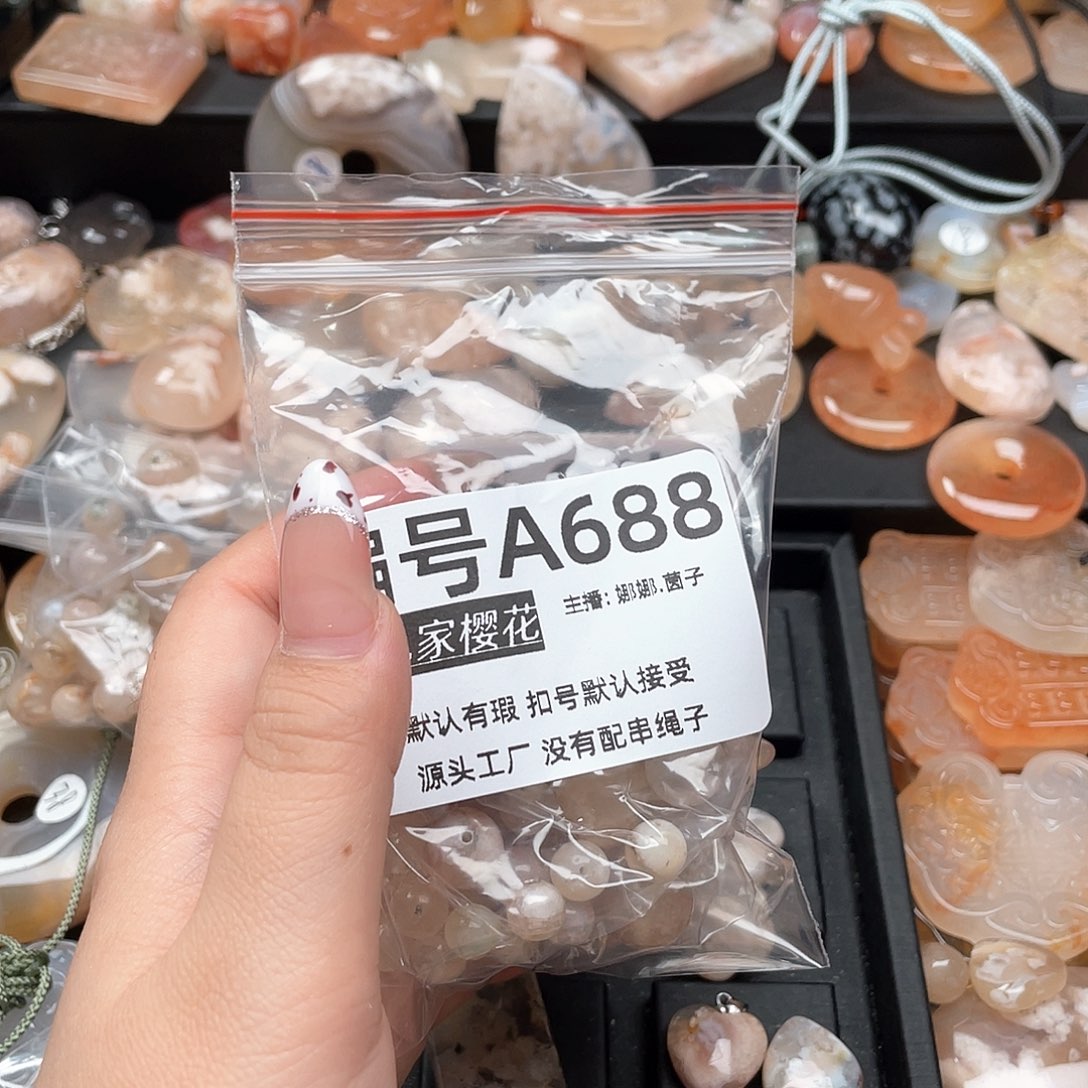 号A688
主播：娜娜.茵子
家樱花
默认有瑕 扣号默认接受
源头工厂 没有配串绳子